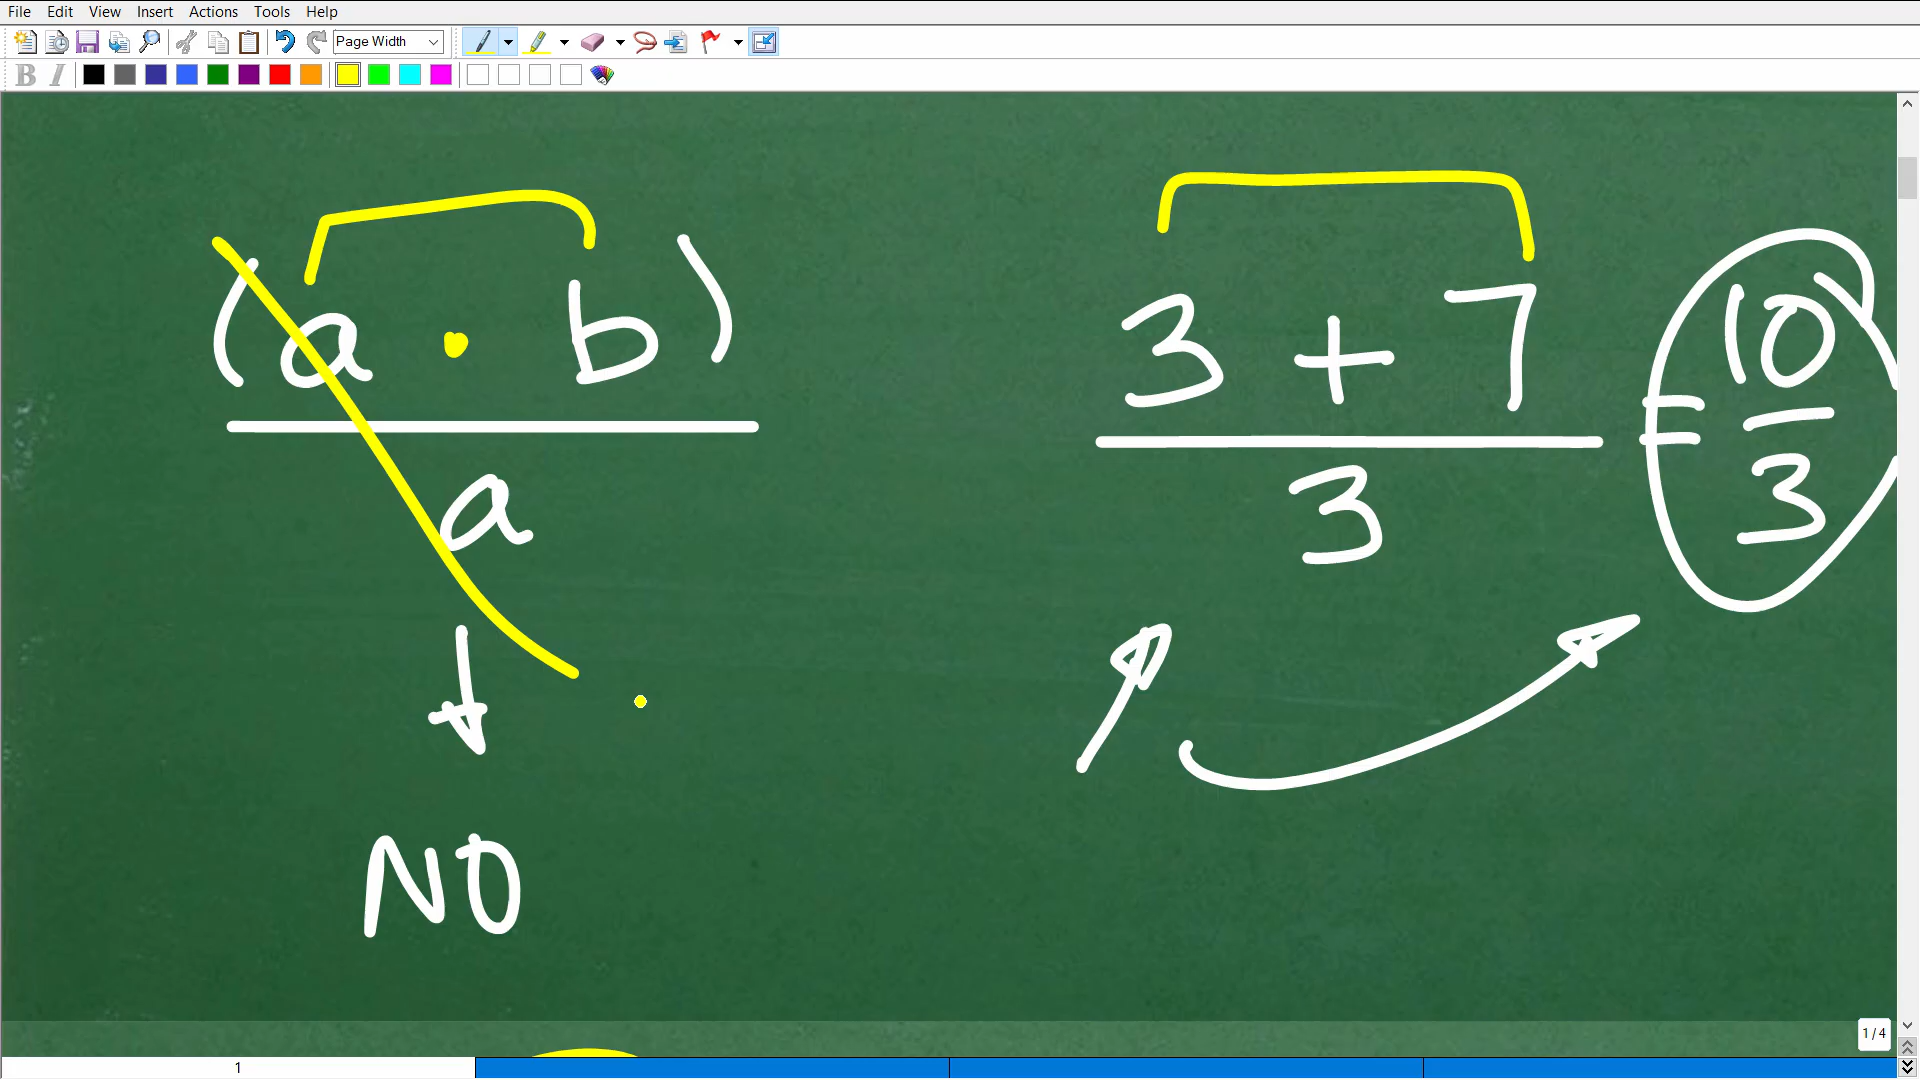 File Edit View Insert Actions Tools Help
Page Width
B I
(a · b)
a
NO
3 + 7
3
= 10
3
1 / 4
1